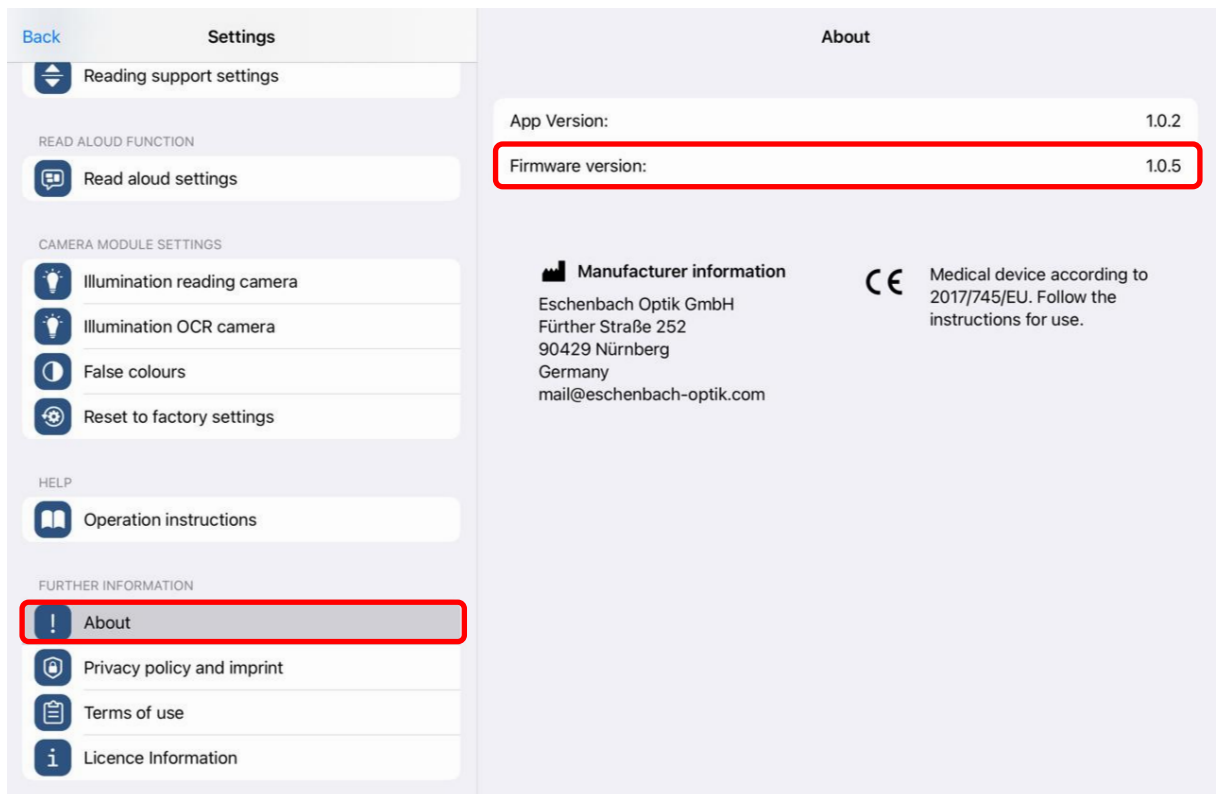 Back
Settings
Reading support settings
READ ALOUD FUNCTION
Read aloud settings
CAMERA MODULE SETTINGS
Illumination reading camera
Illumination OCR camera
False colours
Reset to factory settings
HELP
Operation instructions
FURTHER INFORMATION
About
Privacy policy and imprint
Terms of use
Licence Information
About
App Version: 1.0.2
Firmware version: 1.0.5
Manufacturer information
Eschenbach Optik GmbH
Further Straße 252
90429 Nürnberg
Germany
mail@eschenbach-optik.com
CE
Medical device according to
2017/745/EU. Follow the
instructions for use.